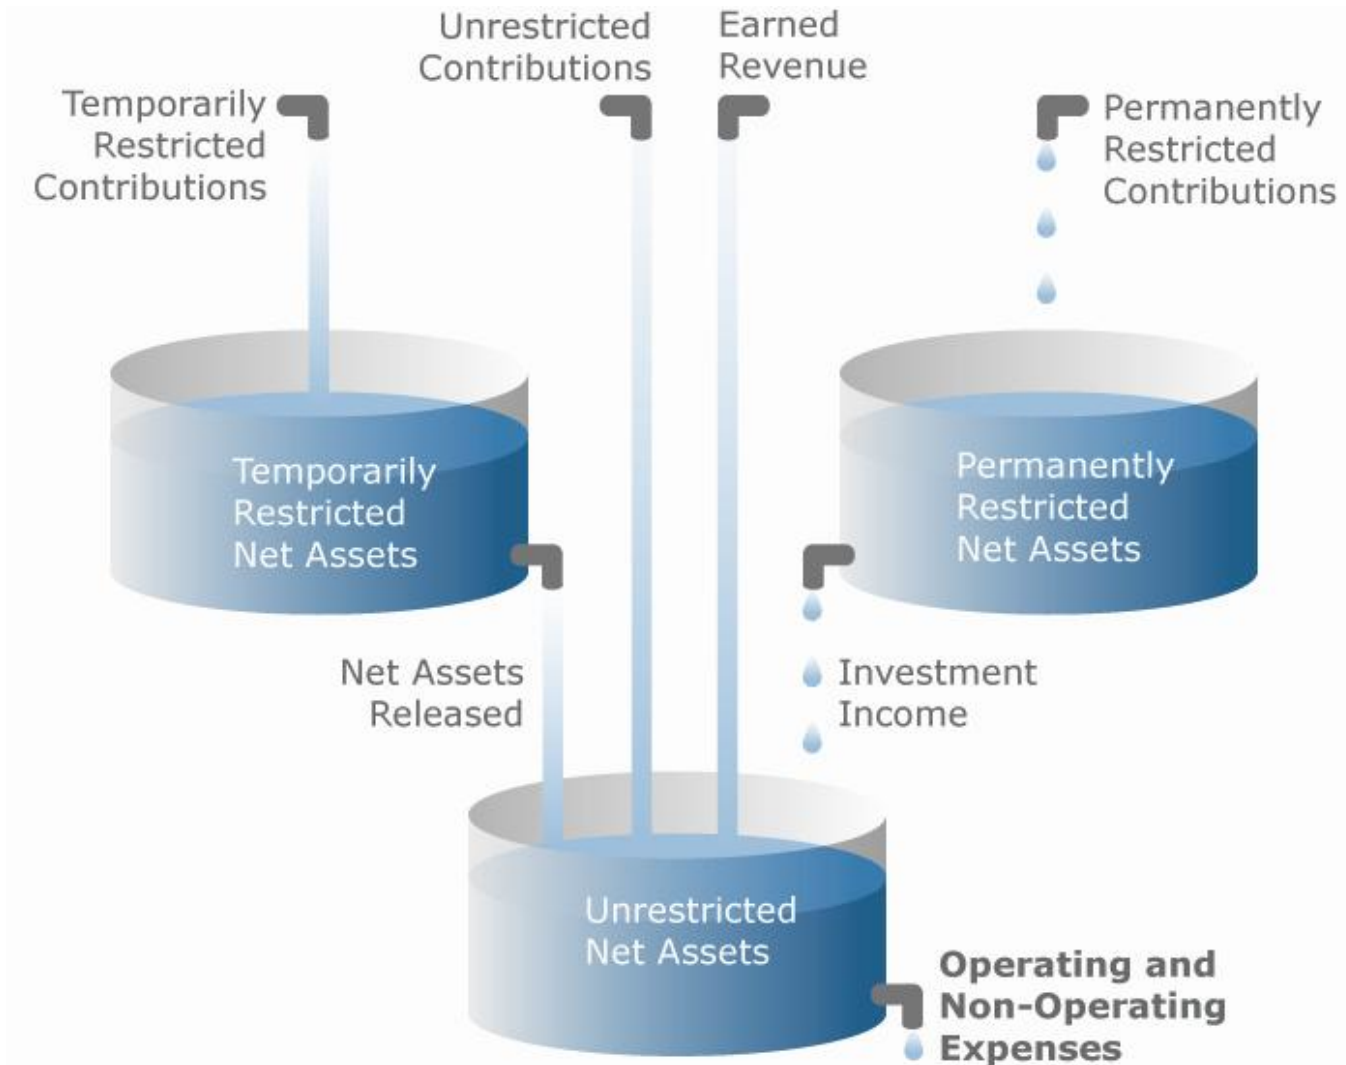 Unrestricted
Contributions
Earned
Revenue
Temporarily
Restricted
Contributions
Permanently
Restricted
Contributions
Temporarily
Restricted
Net Assets
Permanently
Restricted
Net Assets
Net Assets
Released
Investment
Income
Unrestricted
Net Assets
Operating and
Non-Operating
Expenses